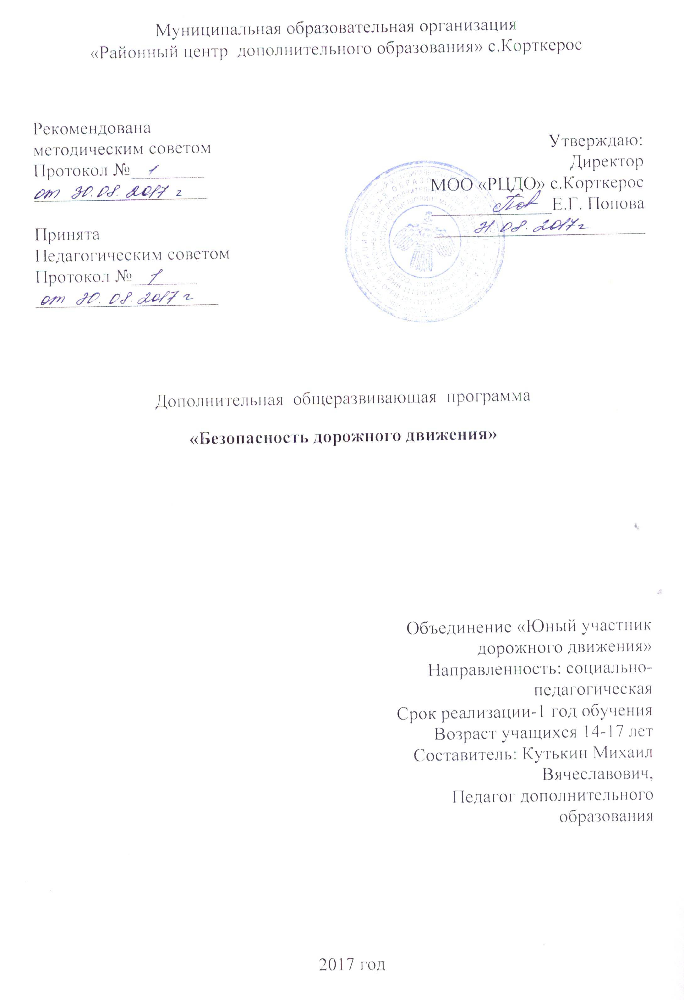 Муниципальная образовательная организация
«Районный центр дополнительного образования» с.Корткерос
Рекомендована
методическим советом
Протокол № 1
от 30.08.2017 г
Принята
Педагогическим советом
Протокол № 1
от 30.08.2017 г
Утверждаю:
Директор
МОО «РЦДО» с.Корткерос
Е.Г. Попова
31.08.2017г
Дополнительная общеразвивающая программа
«Безопасность дорожного движения»
Объединение «Юный участник
дорожного движения»
Направленность: социально-
педагогическая
Срок реализации-1 год обучения
Возраст учащихся 14-17 лет
Составитель: Кутькин Михаил
Вячеславович,
Педагог дополнительного
образования
2017 год